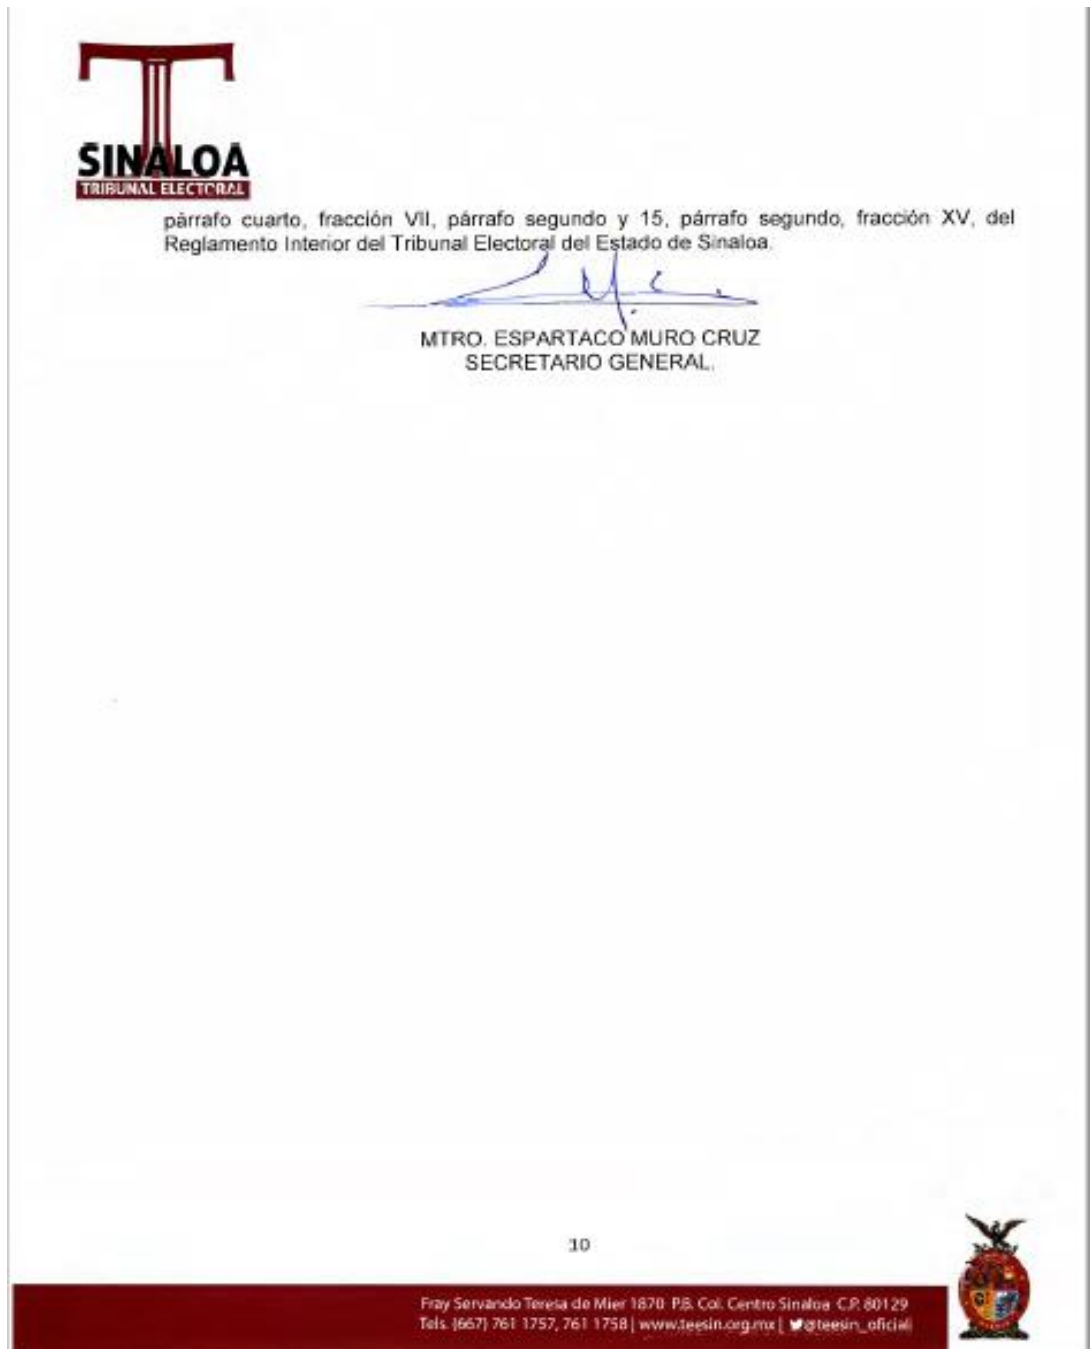 SINALOA
TRIBUNAL ELECTORAL
párrafo cuarto, fracción VII, párrafo segundo y 15, párrafo segundo, fracción XV, del
Reglamento Interior del Tribunal Electoral del Estado de Sinaloa.
MTRO. ESPARTACO MURO CRUZ
SECRETARIO GENERAL.
10
Fray Servando Teresa de Mier 1870 P.B. Col. Centro Sinaloa C.P. 80129
Tels. (667) 761 1757, 761 1758 | www.teesin.org.mx | @teesin_oficial